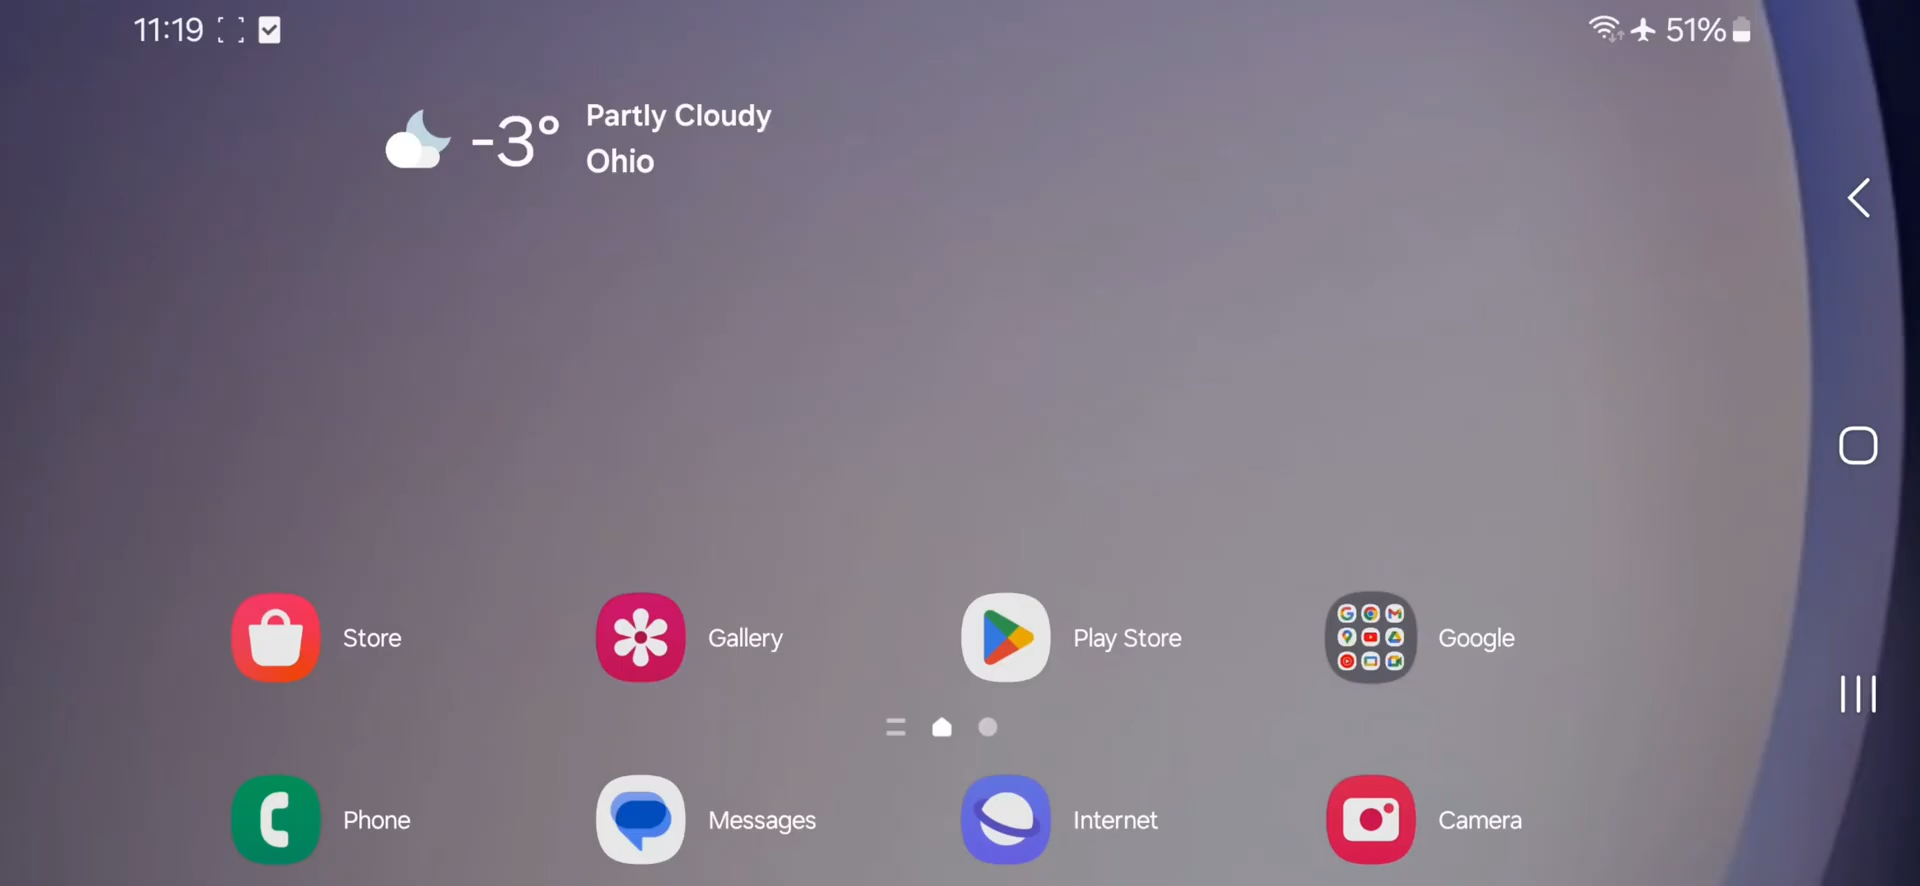 11:19
51%
-3°
Partly Cloudy
Ohio
Store
Gallery
Play Store
Google
Phone
Messages
Internet
Camera